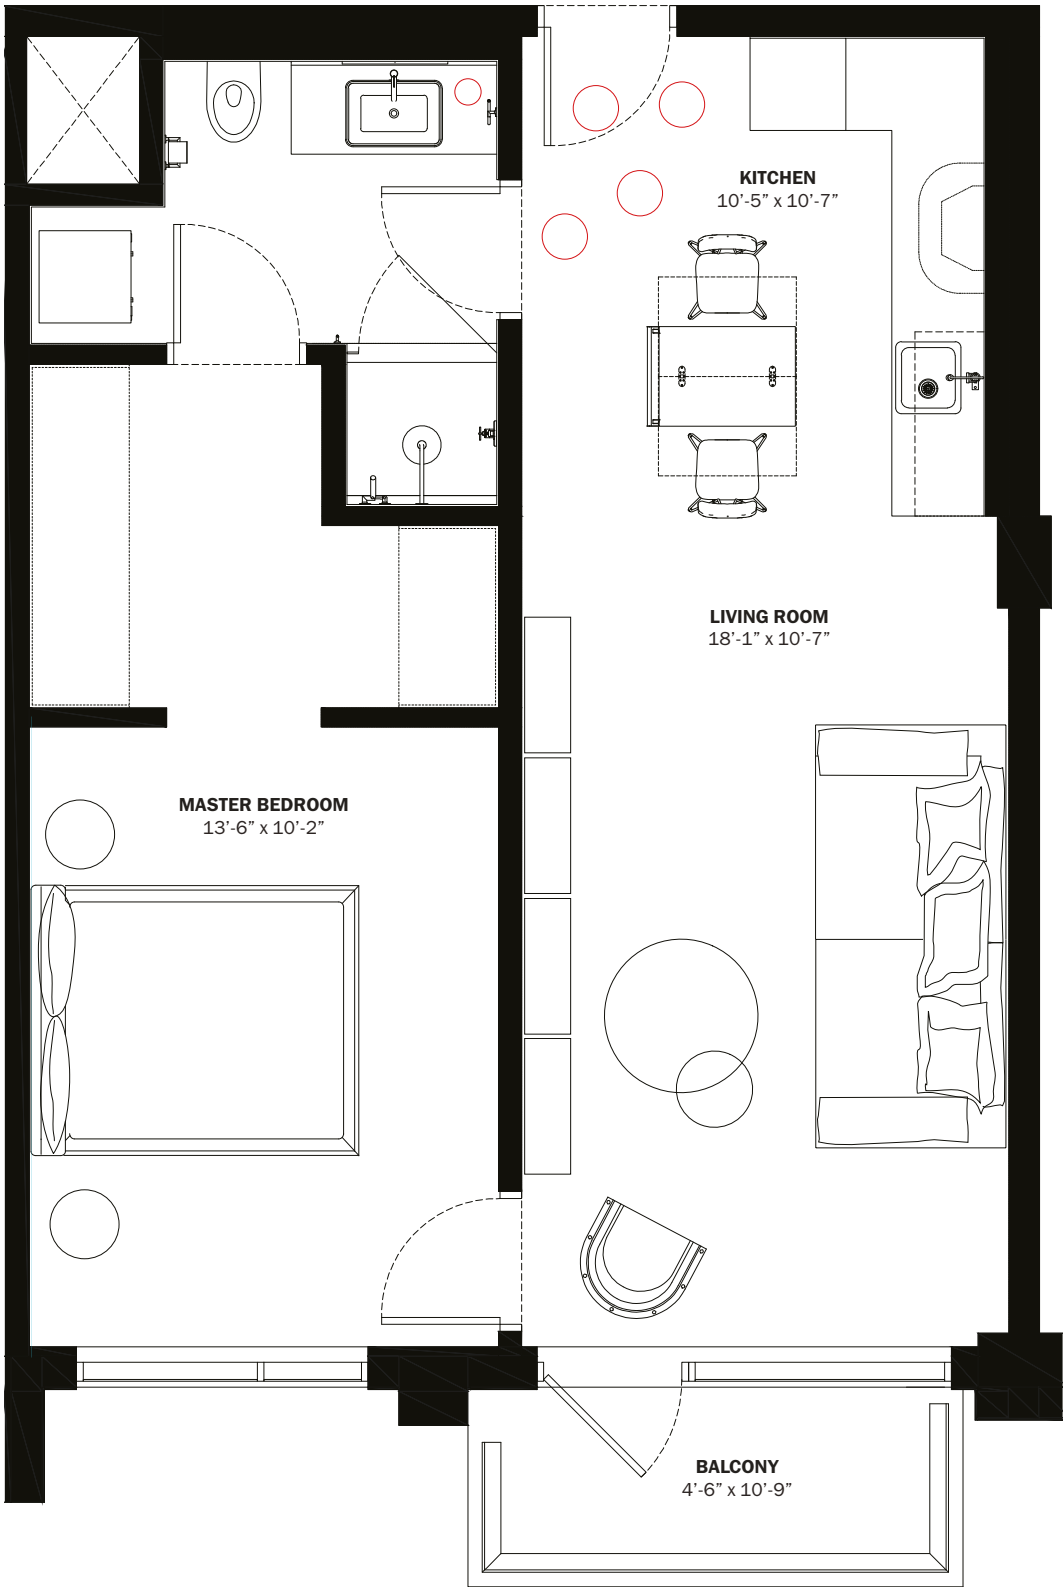 KITCHEN
10’-5” x 10’-7”
LIVING ROOM
18’-1” x 10’-7”
MASTER BEDROOM
13’-6” x 10’-2”
BALCONY
4’-6” x 10’-9”